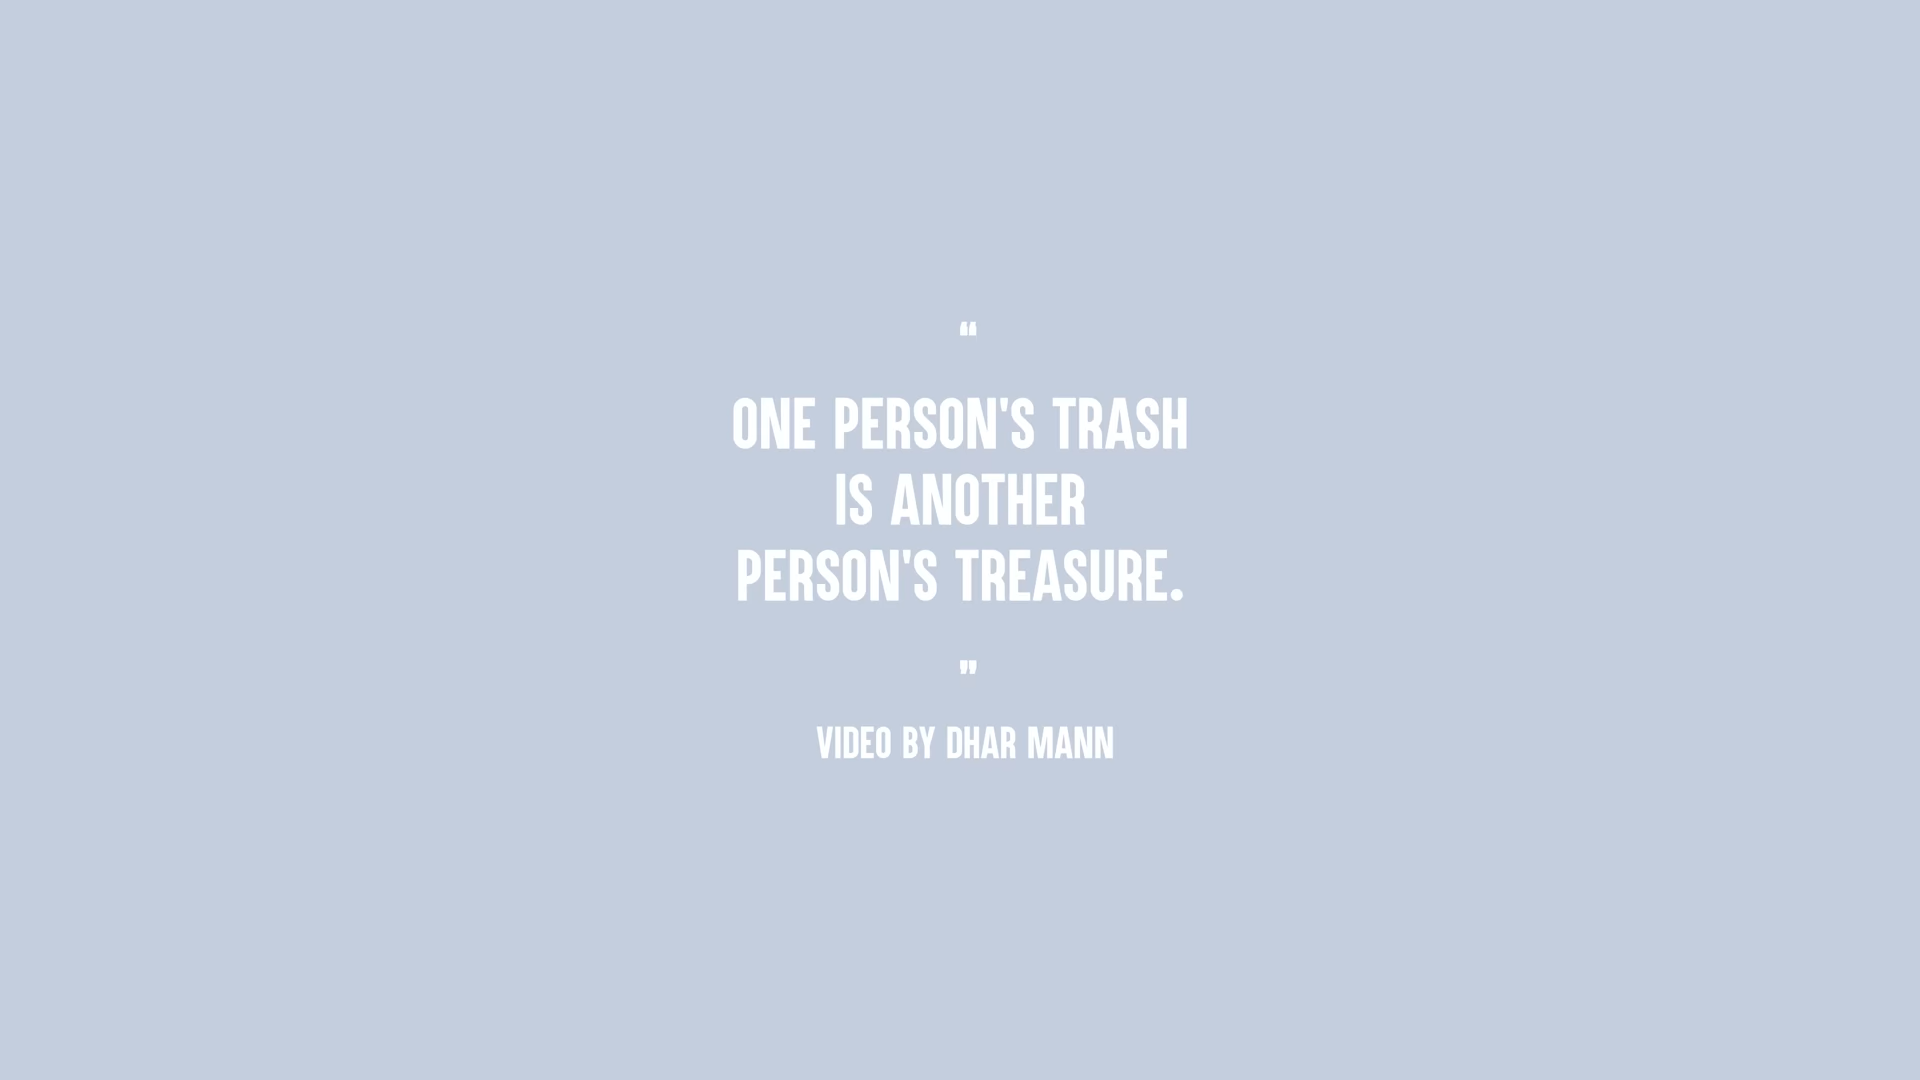 “
ONE PERSON'S TRASH
IS ANOTHER
PERSON'S TREASURE.
”
VIDEO BY DHAR MANN